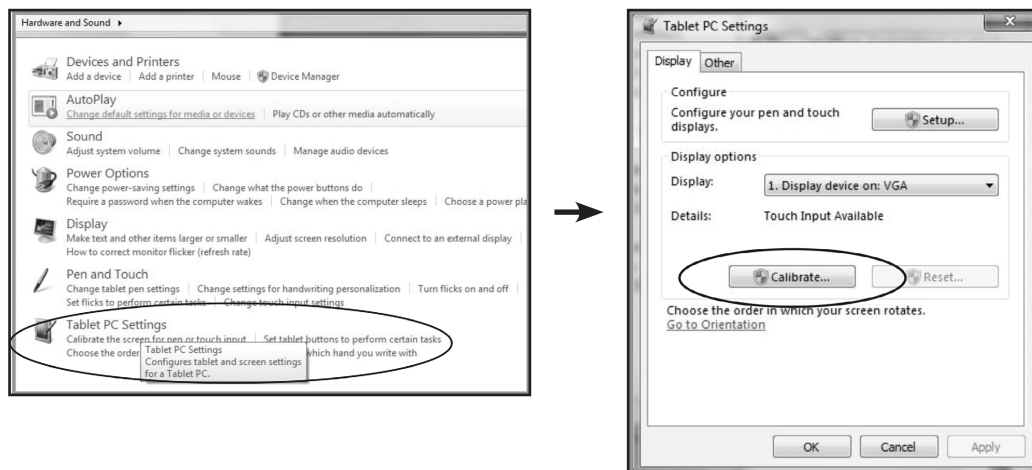 Hardware and Sound
Devices and Printers
Add a device Add a printer Mouse Device Manager
AutoPlay
Change default settings for media or devices Play CDs or other media automatically
Sound
Adjust system volume Change system sounds Manage audio devices
Power Options
Change power-saving settings Change what the power buttons do
Require a password when the computer wakes Change when the computer sleeps Choose a power pla
Display
Make text and other items larger or smaller Adjust screen resolution Connect to an external display
How to correct monitor flicker (refresh rate)
Pen and Touch
Change tablet pen settings Change settings for handwriting personalization Turn flicks on and off
Set flicks to perform certain tasks Change touch input settings
Tablet PC Settings
Calibrate the screen for pen or touch input Set tablet buttons to perform certain tasks
Choose the order which hand you write with
Tablet PC Settings
Configures tablet and screen settings
for a Tablet PC.
Tablet PC Settings
Display Other
Configure
Configure your pen and touch
displays.
Setup...
Display options
Display: 1. Display device on: VGA
Details: Touch Input Available
Calibrate... Reset...
Choose the order in which your screen rotates.
Go to Orientation
OK Cancel Apply